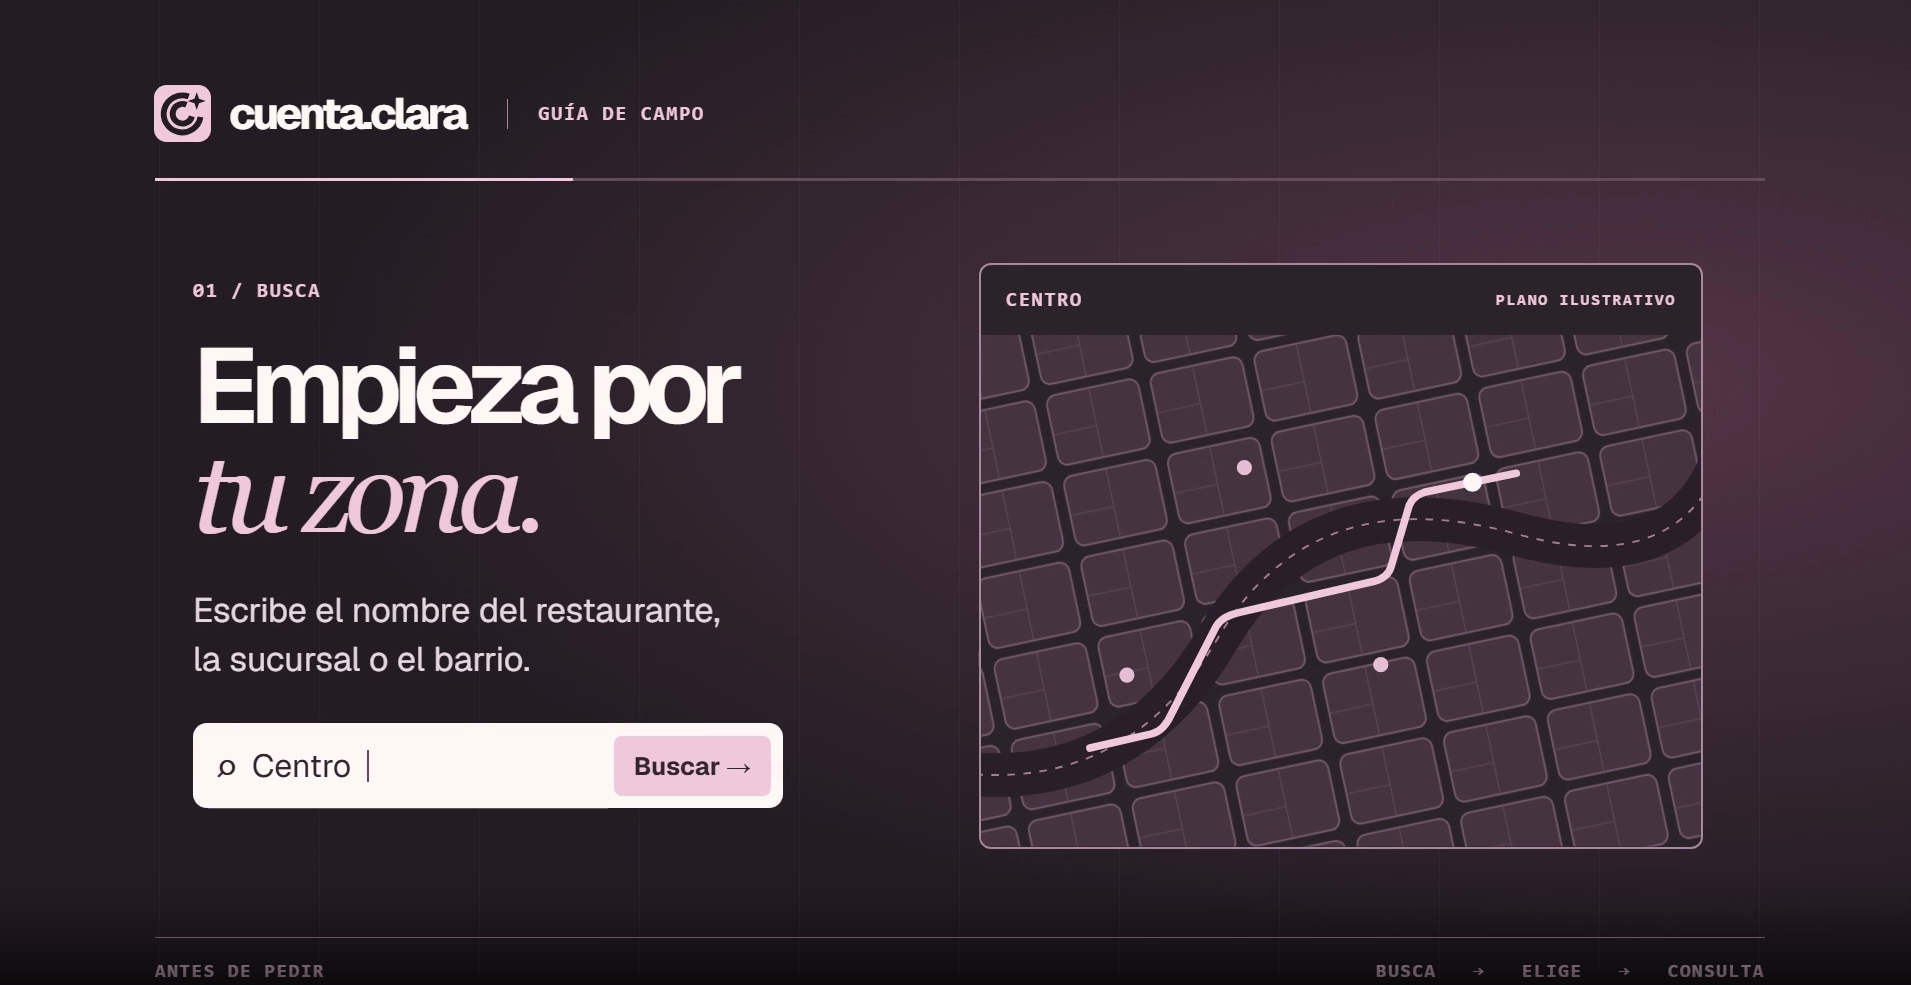 cuenta.clara
GUÍA DE CAMPO
01 / BUSCA
Empieza por
tu zona.
Escribe el nombre del restaurante,
la sucursal o el barrio.
Centro
Buscar →
CENTRO
PLANO ILUSTRATIVO
ANTES DE PEDIR
BUSCA → ELIGE → CONSULTA